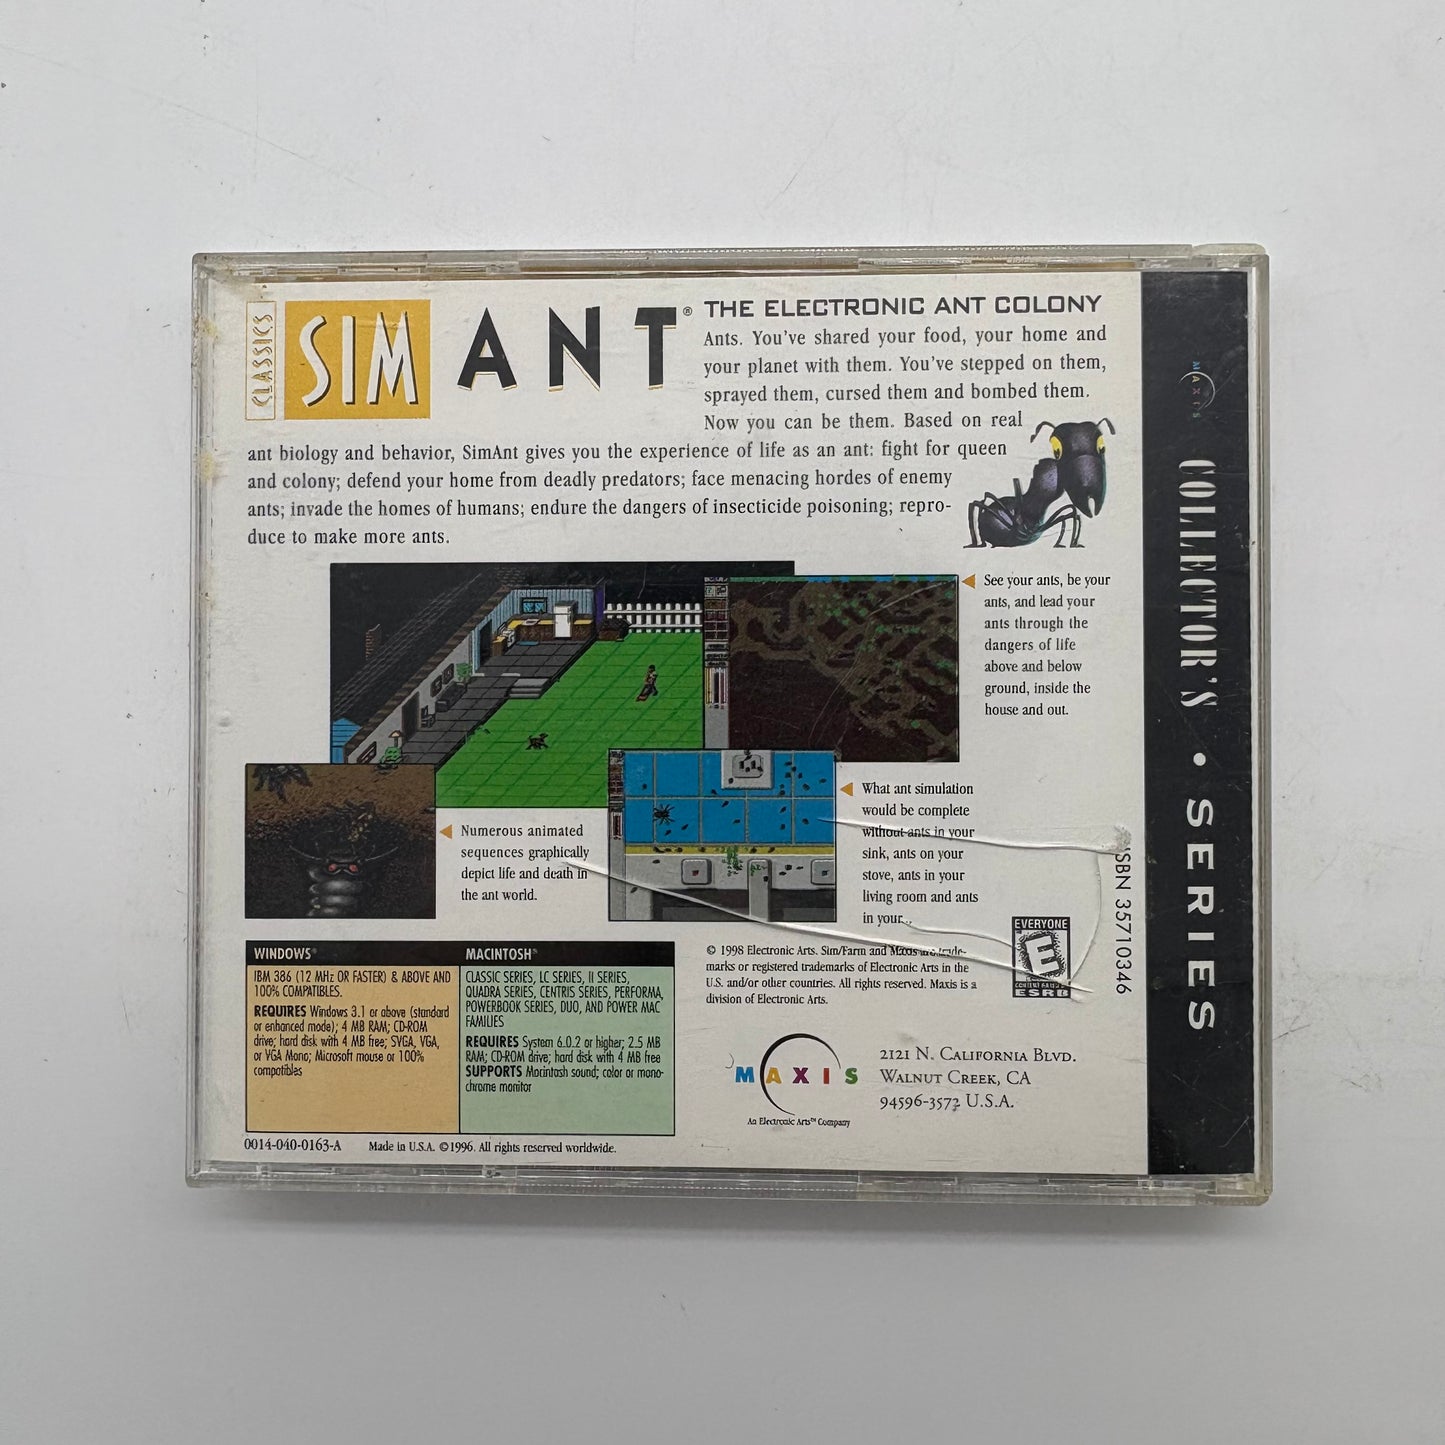 CLASSICS
SIM ANT®
THE ELECTRONIC ANT COLONY
Ants. You've shared your food, your home and
your planet with them. You've stepped on them,
sprayed them, cursed them and bombed them.
Now you can be them. Based on real
ant biology and behavior, SimAnt gives you the experience of life as an ant: fight for queen
and colony; defend your home from deadly predators; face menacing hordes of enemy
ants; invade the homes of humans; endure the dangers of insecticide poisoning; repro-
duce to make more ants.
See your ants, be your
ants, and lead your
ants through the
dangers of life
above and below
ground, inside the
house and out.
Numerous animated
sequences graphically
depict life and death in
the ant world.
What ant simulation
would be complete
without ants in your
sink, ants on your
stove, ants in your
living room and ants
in your...
WINDOWS®
IBM 386 (12 MHz OR FASTER) & ABOVE AND
100% COMPATIBLES.
REQUIRES Windows 3.1 or above (standard
or enhanced mode); 4 MB RAM; CD-ROM
drive; hard disk with 4 MB free; SVGA, VGA,
or VGA Mono; Microsoft mouse or 100%
compatibles
MACINTOSH®
CLASSIC SERIES, LC SERIES, II SERIES,
QUADRA SERIES, CENTRIS SERIES, PERFORMA,
POWERBOOK SERIES, DUO, AND POWER MAC
FAMILIES
REQUIRES System 6.0.2 or higher; 2.5 MB
RAM; CD-ROM drive; hard disk with 4 MB free
SUPPORTS Macintosh sound; color or mono-
chrome monitor
© 1998 Electronic Arts. Sim/Farm and Maxis are trade-
marks or registered trademarks of Electronic Arts in the
U.S. and/or other countries. All rights reserved. Maxis is a
division of Electronic Arts.
EVERYONE
E
CONTENT RATED BY
ESRB
ISBN 35710346
MAXIS
An Electronic Arts™ Company
2121 N. California Blvd.
Walnut Creek, CA
94596-3572 U.S.A.
0014-040-0163-A
Made in U.S.A. ©1996. All rights reserved worldwide.
MAXIS
COLLECTOR'S • SERIES